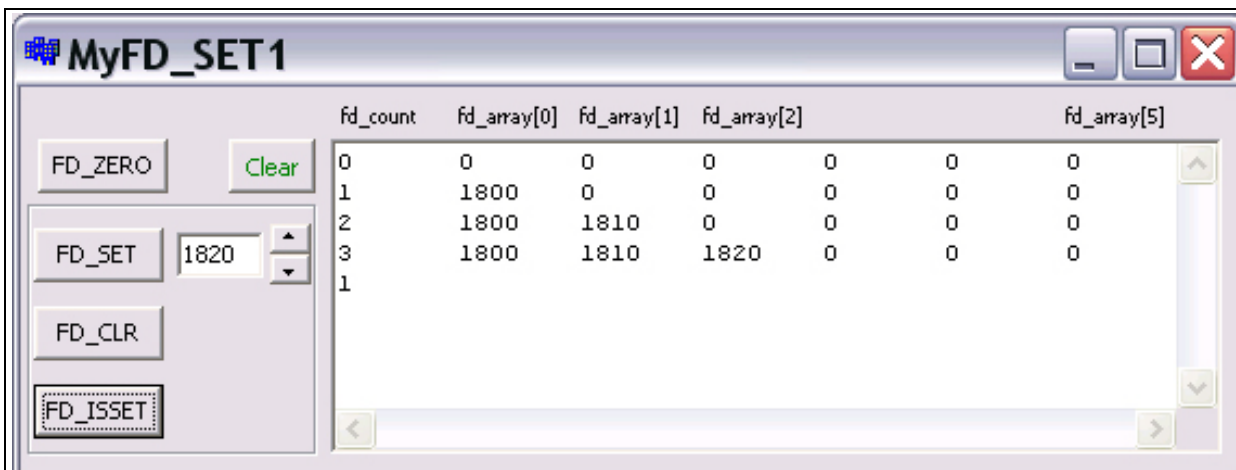 MyFD_SET1
fd_count fd_array[0] fd_array[1] fd_array[2] fd_array[5]
FD_ZERO Clear
0 0 0 0 0 0 0
1 1800 0 0 0 0 0
2 1800 1810 0 0 0 0
FD_SET 1820
3 1800 1810 1820 0 0 0
1
FD_CLR
FD_ISSET